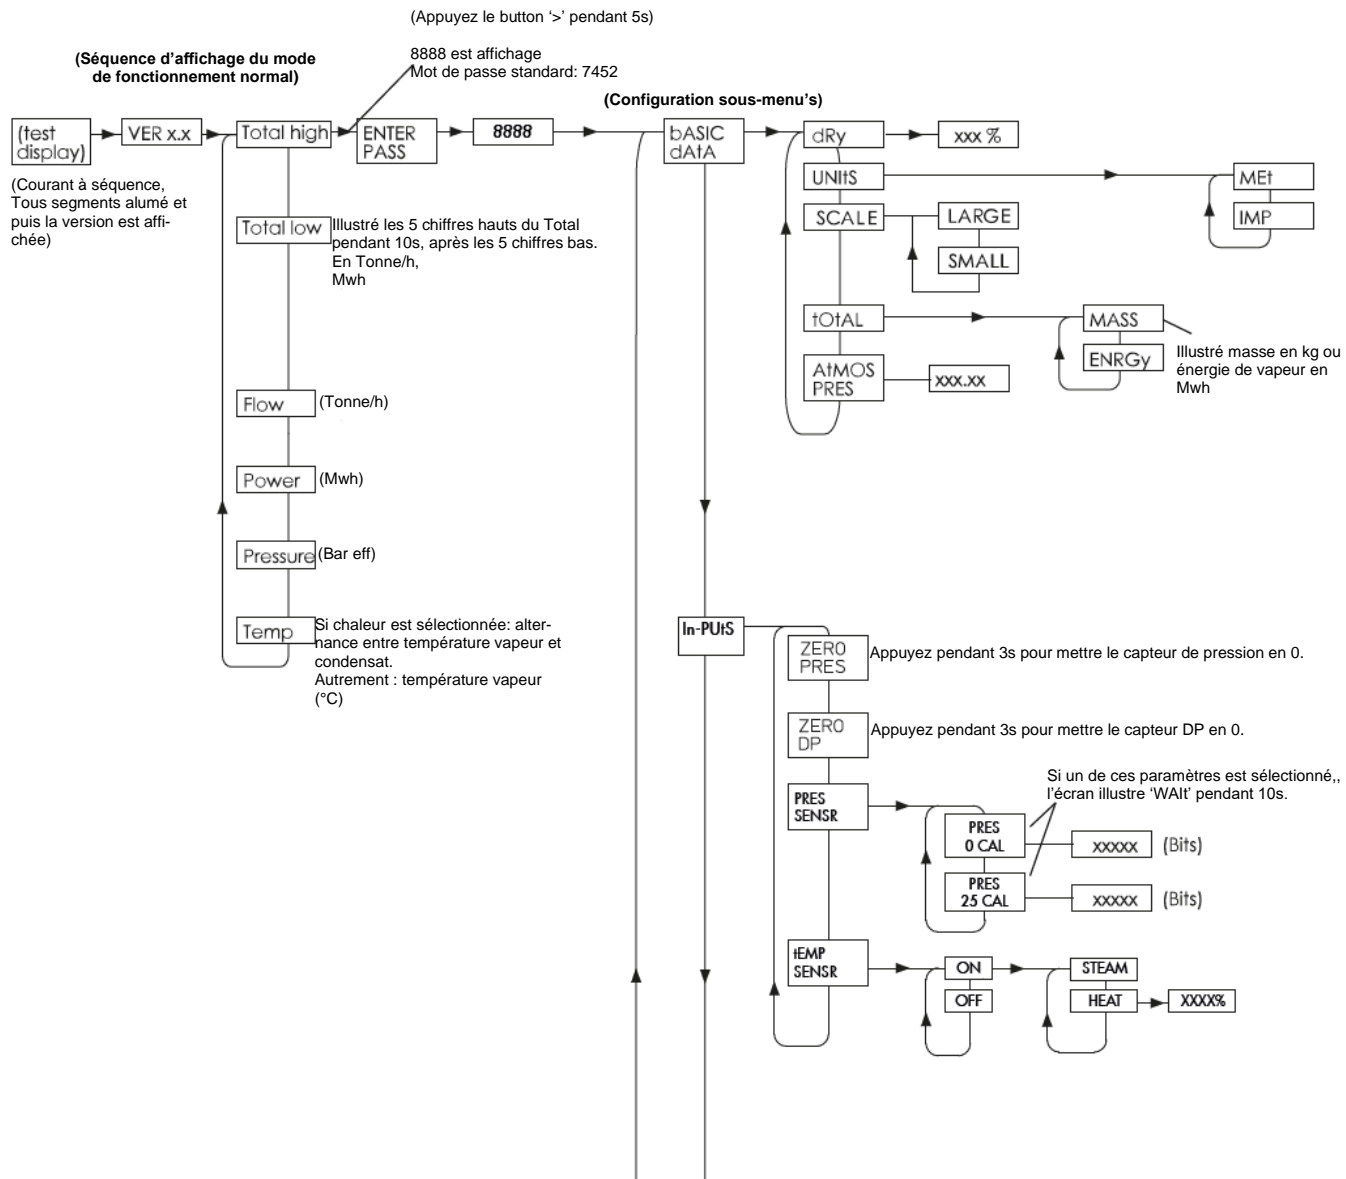 (Appuyez le button ‘>’ pendant 5s)
(Séquence d’affichage du mode
de fonctionnement normal)
8888 est affichage
Mot de passe standard: 7452
(Configuration sous-menu’s)
(test
display)
VER x.x
Total high
ENTER
PASS
8888
bASIC
dAtA
dRy
xxx %
(Courant à séquence,
Tous segments alumé et
puis la version est affi-
chée)
UNItS
MEt
IMP
SCALE
LARGE
SMALL
Total low
Illustré les 5 chiffres hauts du Total
pendant 10s, après les 5 chiffres bas.
En Tonne/h,
Mwh
tOtAL
MASS
ENRGy
Illustré masse en kg ou
énergie de vapeur en
Mwh
AtMOS
PRES
xxx.xx
Flow
(Tonne/h)
Power
(Mwh)
Pressure
(Bar eff)
Temp
Si chaleur est sélectionnée: alter-
nance entre température vapeur et
condensat.
Autrement : température vapeur
(°C)
In-PUtS
ZERO
PRES
Appuyez pendant 3s pour mettre le capteur de pression en 0.
ZERO
DP
Appuyez pendant 3s pour mettre le capteur DP en 0.
Si un de ces paramètres est sélectionné,,
l’écran illustre ‘WAIt’ pendant 10s.
PRES
SENSR
PRES
0 CAL
xxxxx
(Bits)
PRES
25 CAL
xxxxx
(Bits)
tEMP
SENSR
ON
OFF
STEAM
HEAT
XXXX%